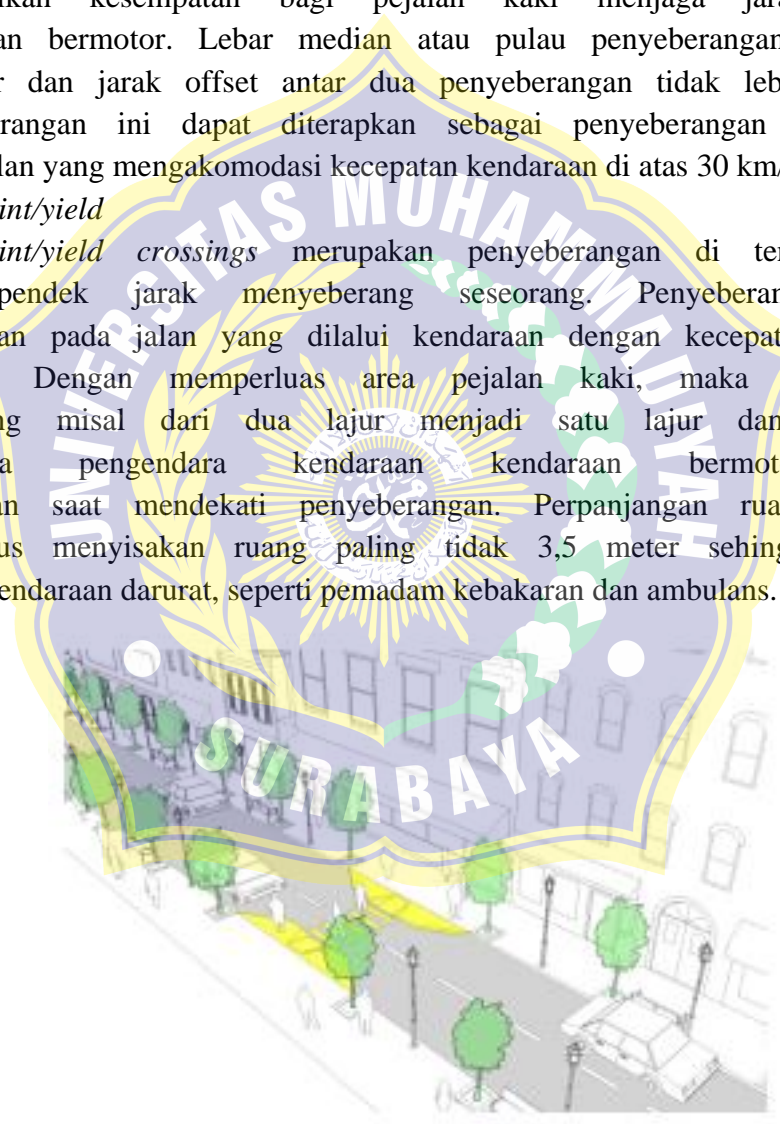 kan kesempatan bagi pejalan kaki menjaga jara
an bermotor. Lebar median atau pulau penyeberangan
r dan jarak offset antar dua penyeberangan tidak leb
rangan ini dapat diterapkan sebagai penyeberangan
lan yang mengakomodasi kecepatan kendaraan di atas 30 km/
int/yield
int/yield crossings merupakan penyeberangan di ter
pendek jarak menyeberang seseorang. Penyeberan
an pada jalan yang dilalui kendaraan dengan kecepat
Dengan memperluas area pejalan kaki, maka
ng misal dari dua lajur menjadi satu lajur dan
a pengendara kendaraan kendaraan bermot
an saat mendekati penyeberangan. Perpanjangan rua
us menyisakan ruang paling tidak 3,5 meter sehing
endaraan darurat, seperti pemadam kebakaran dan ambulans.
UNIVERSITAS MUHAMMADIYAH
SURABAYA